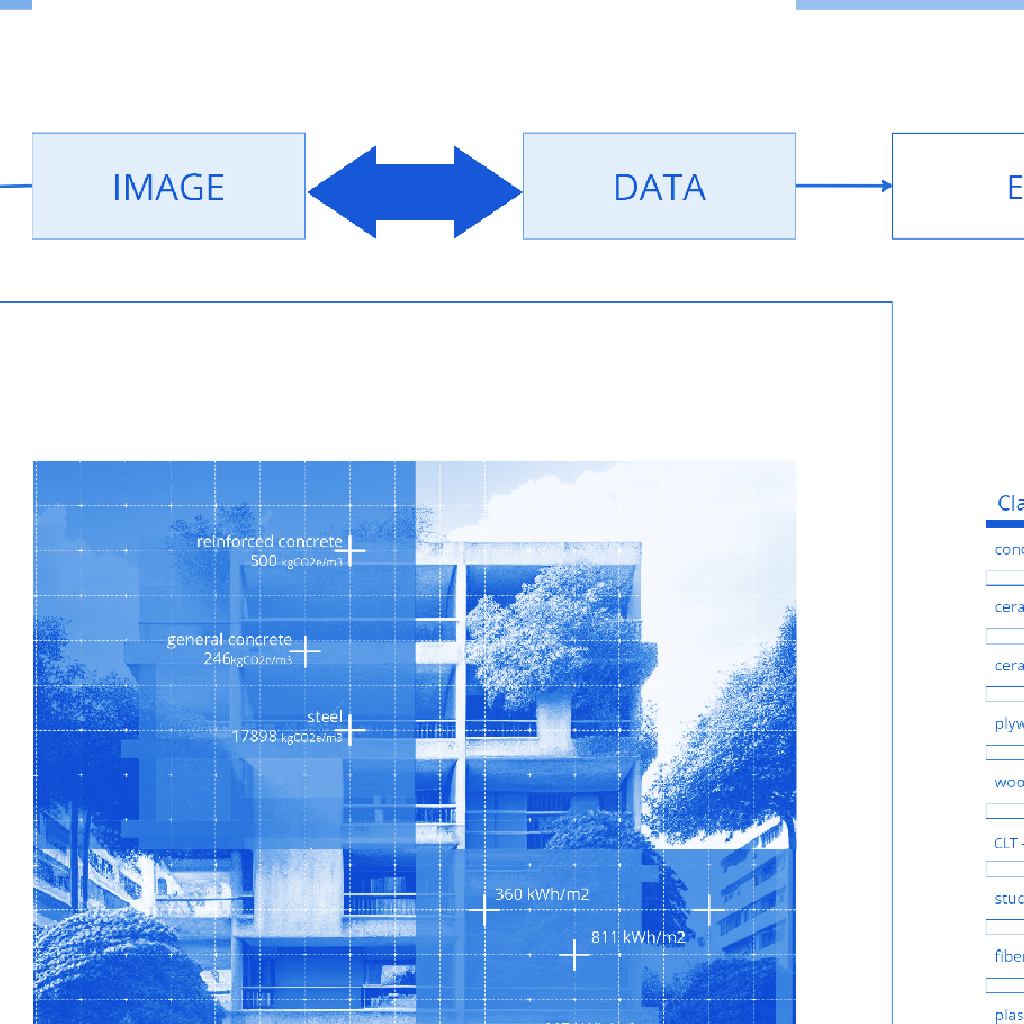 IMAGE
DATA
E
reinforced concrete
500 kgCO2e/m3
general concrete
246kgCO2e/m3
steel
17898 kgCO2e/m3
360 kWh/m2
811 kWh/m2
Cla
conc
cera
cera
plyw
woo
CLT -
stuc
fiber
plas